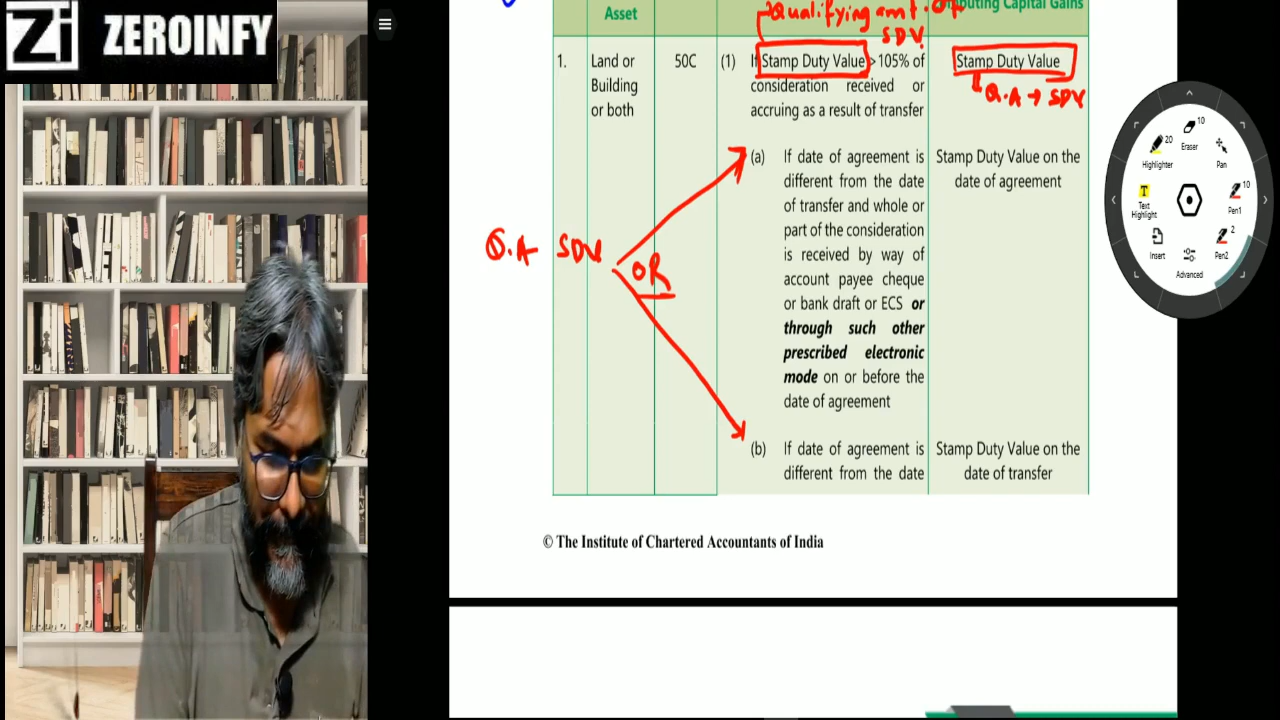 Zi ZEROINFY
Asset
Computing Capital Gains
Qualifying amt. of
SDV
1. Land or Building or both
50C
(1) If Stamp Duty Value > 105% of
consideration received or
accruing as a result of transfer
Stamp Duty Value
Q.A → SDV
(a) If date of agreement is
different from the date
of transfer and whole or
part of the consideration
is received by way of
account payee cheque
or bank draft or ECS or
through such other
prescribed electronic
mode on or before the
date of agreement
Stamp Duty Value on the
date of agreement
Q.A SDV
OR
(b) If date of agreement is
different from the date
Stamp Duty Value on the
date of transfer
© The Institute of Chartered Accountants of India
Highlighter
20
Eraser
10
Pan
Text
Highlight
T
Pen1
10
Insert
Pen2
2
Advanced